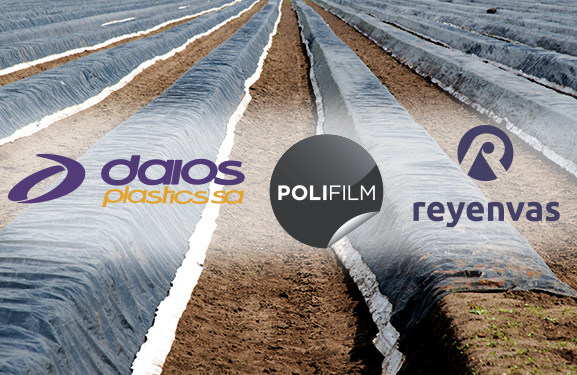 daios
plastics sa
POLIFILM
reyenvas